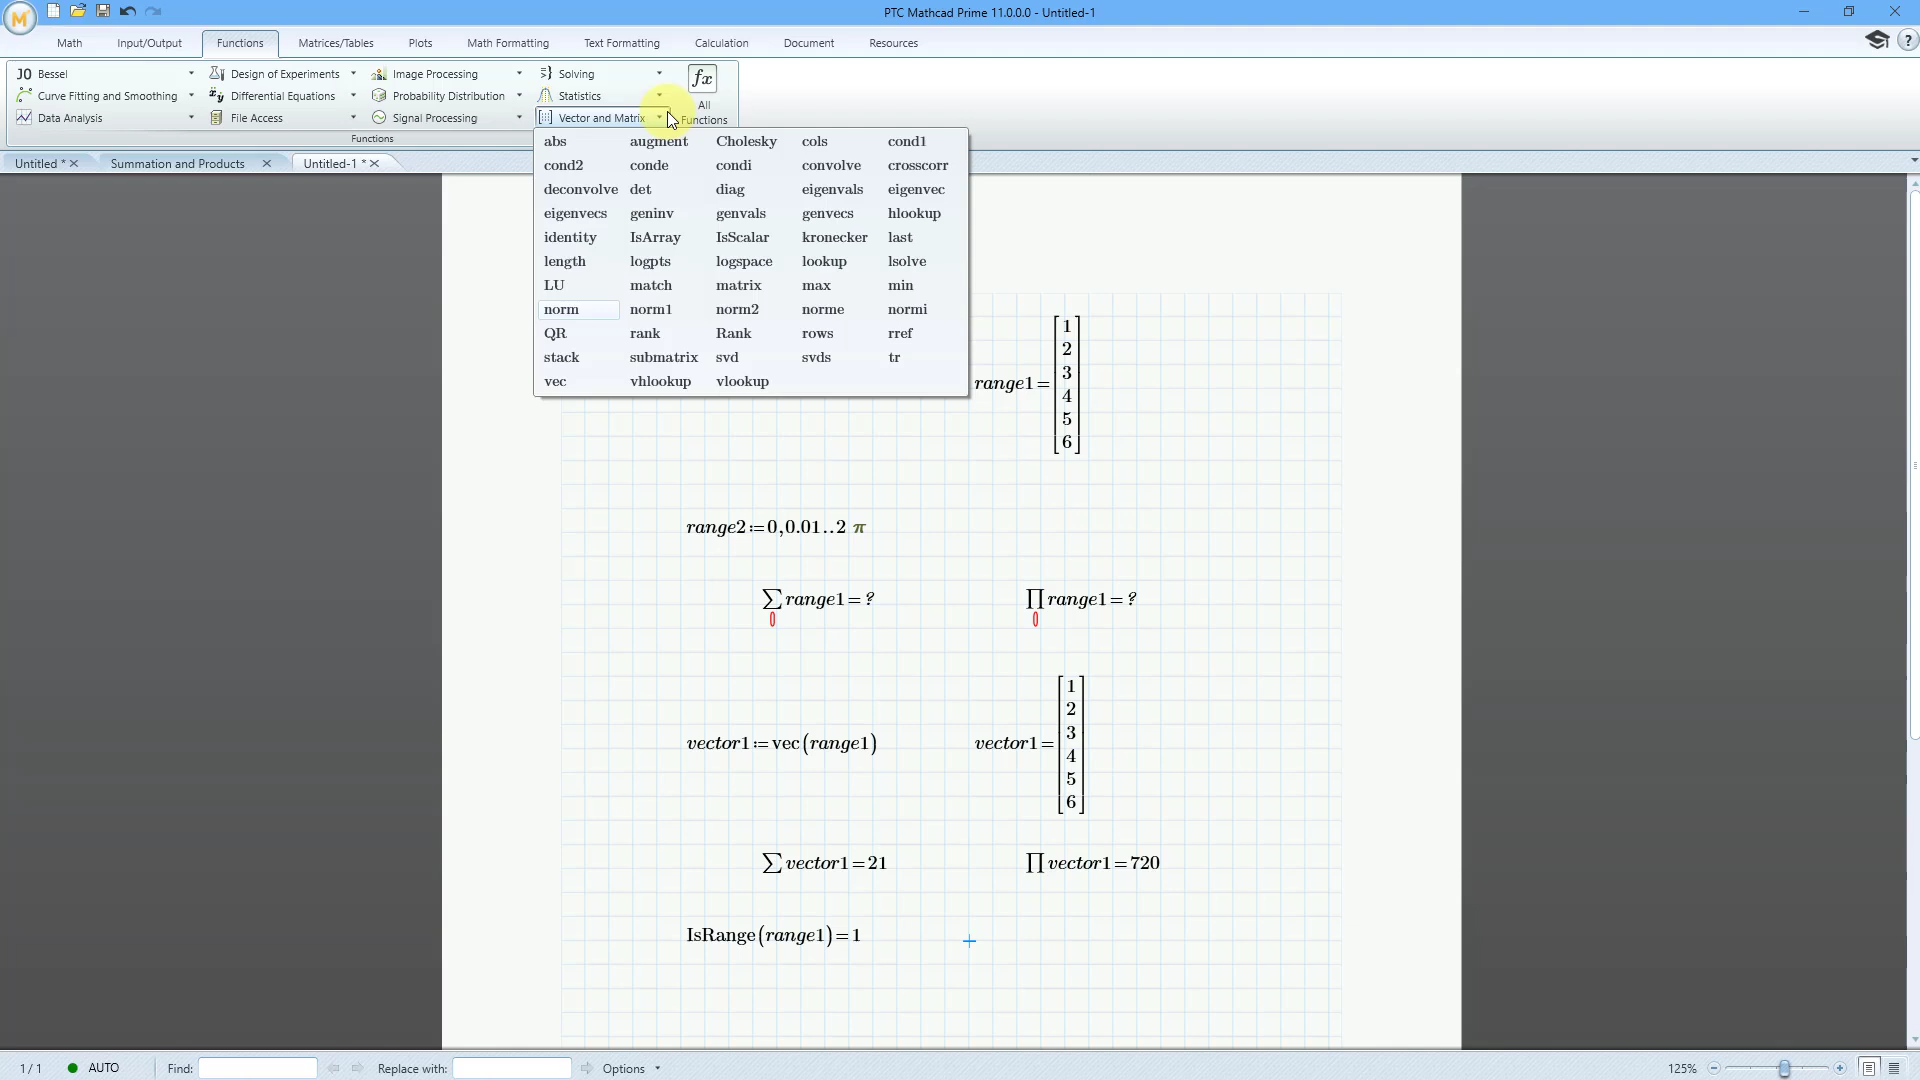 PTC Mathcad Prime 11.0.0.0 - Untitled-1
Math Input/Output Functions Matrices/Tables Plots Math Formatting Text Formatting Calculation Document Resources
J0 Bessel Design of Experiments Image Processing Solving
Curve Fitting and Smoothing Differential Equations Probability Distribution Statistics
Data Analysis File Access Signal Processing Vector and Matrix
fx
All
Functions
Functions
Untitled * Summation and Products Untitled-1 *
abs augment Cholesky cols cond1
cond2 conde condi convolve crosscorr
deconvolve det diag eigenvals eigenvec
eigenvecs geninv genvals genvecs hlookup
identity IsArray IsScalar kronecker last
length logpts logspace lookup lsolve
LU match matrix max min
norm norm1 norm2 norme normi
QR rank Rank rows rref
stack submatrix svd svds tr
vec vhlookup vlookup
range1=
1
2
3
4
5
6
range2:=0,0.01..2 π
∑range1=? ∏range1=?
vector1:=vec(range1) vector1=
1
2
3
4
5
6
∑vector1=21 ∏vector1=720
IsRange(range1)=1
1 / 1 AUTO Find: Replace with: Options 125%